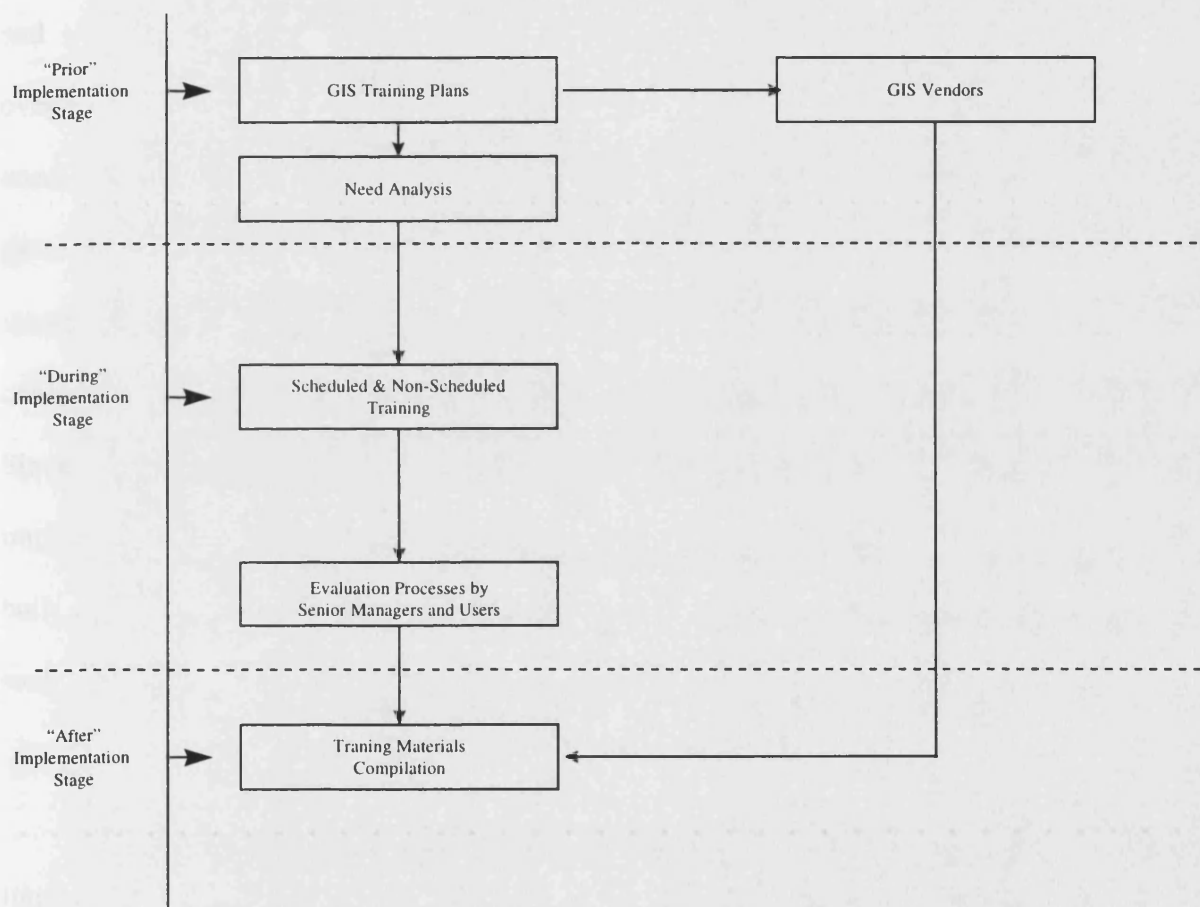 “Prior”
Implementation
Stage
GIS Training Plans
GIS Vendors
Need Analysis
“During”
Implementation
Stage
Scheduled & Non-Scheduled
Training
Evaluation Processes by
Senior Managers and Users
“After”
Implementation
Stage
Traning Materials
Compilation